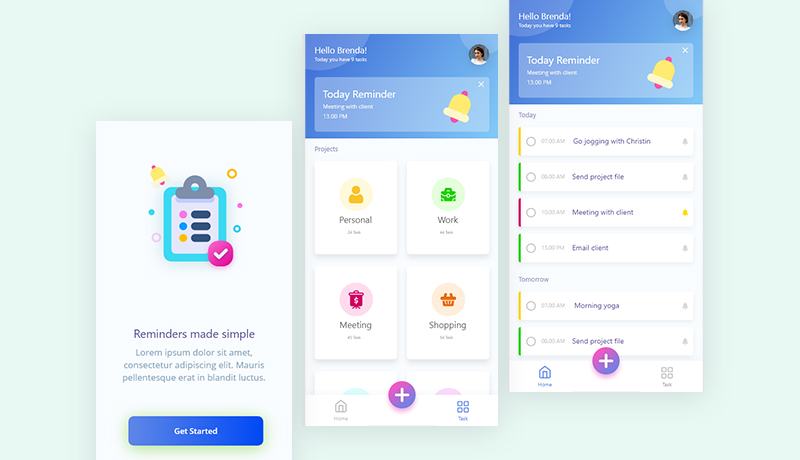 Reminders made simple
Lorem ipsum dolor sit amet,
consectetur adipiscing elit. Mauris
pellentesque erat in blandit luctus.
Get Started
Hello Brenda!
Today you have 9 tasks
Today Reminder
Meeting with client
13.00 PM
Projects
Personal
24 Task
Work
44 Task
Meeting
45 Task
Shopping
54 Task
Home
Task
Hello Brenda!
Today you have 9 tasks
Today Reminder
Meeting with client
13.00 PM
Today
07.00 AM Go jogging with Christin
08.00 AM Send project file
10.00 AM Meeting with client
13.00 PM Email client
Tomorrow
07.00 AM Morning yoga
08.00 AM Send project file
Home
Task